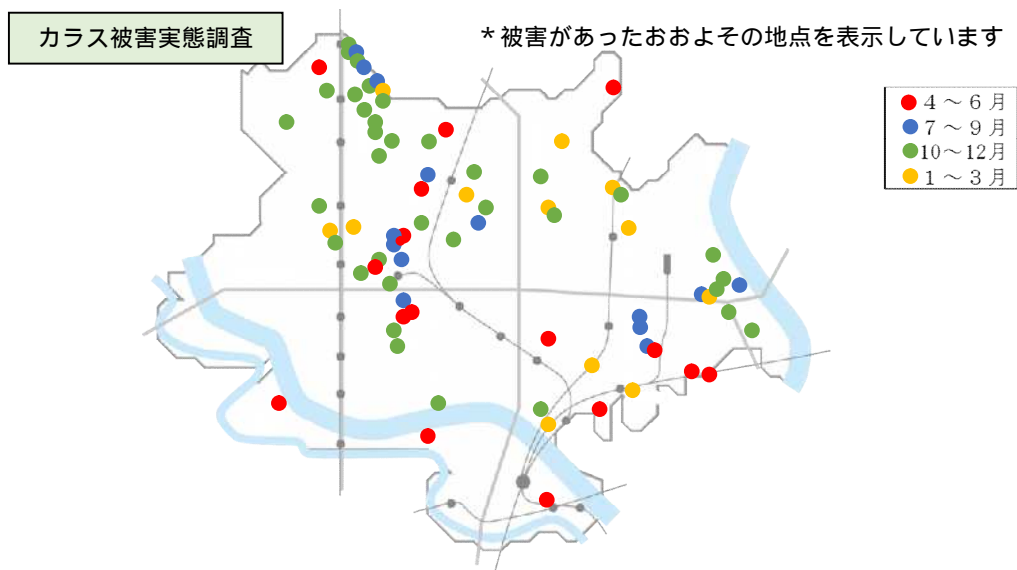 カラス被害実態調査
*被害があったおおよその地点を表示しています
4～6月
7～9月
10～12月
1～3月